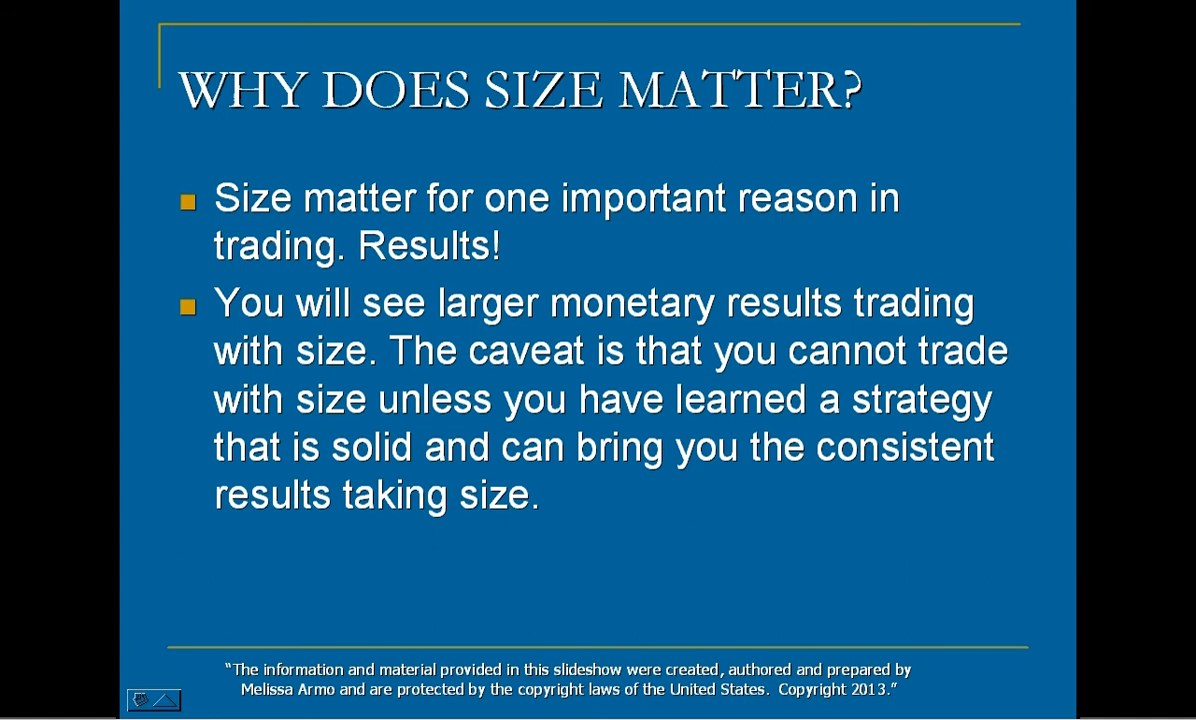 WHY DOES SIZE MATTER?
Size matter for one important reason in
trading. Results!
You will see larger monetary results trading
with size. The caveat is that you cannot trade
with size unless you have learned a strategy
that is solid and can bring you the consistent
results taking size.
“The information and material provided in this slideshow were created, authored and prepared by
Melissa Armo and are protected by the copyright laws of the United States.  Copyright 2013.”